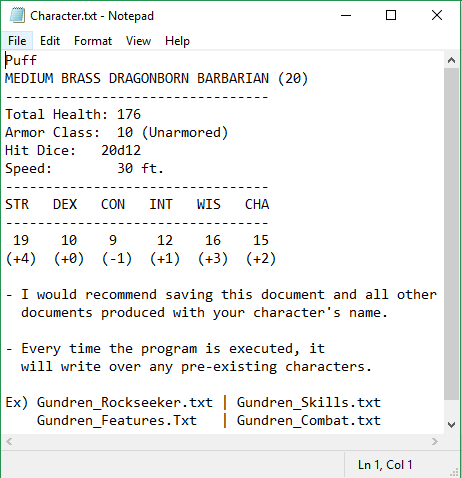 Character.txt - Notepad
File Edit Format View Help
Puff
MEDIUM BRASS DRAGONBORN BARBARIAN (20)
---------------------------------
Total Health: 176
Armor Class:  10 (Unarmored)
Hit Dice:   20d12
Speed:        30 ft.
---------------------------------
STR   DEX   CON   INT   WIS   CHA
---------------------------------
 19    10    9     12    16    15
(+4)  (+0)  (-1)  (+1)  (+3)  (+2)
- I would recommend saving this document and all other
  documents produced with your character's name.
- Every time the program is executed, it
  will write over any pre-existing characters.
Ex) Gundren_Rockseeker.txt | Gundren_Skills.txt
    Gundren_Features.Txt   | Gundren_Combat.txt
Ln 1, Col 1